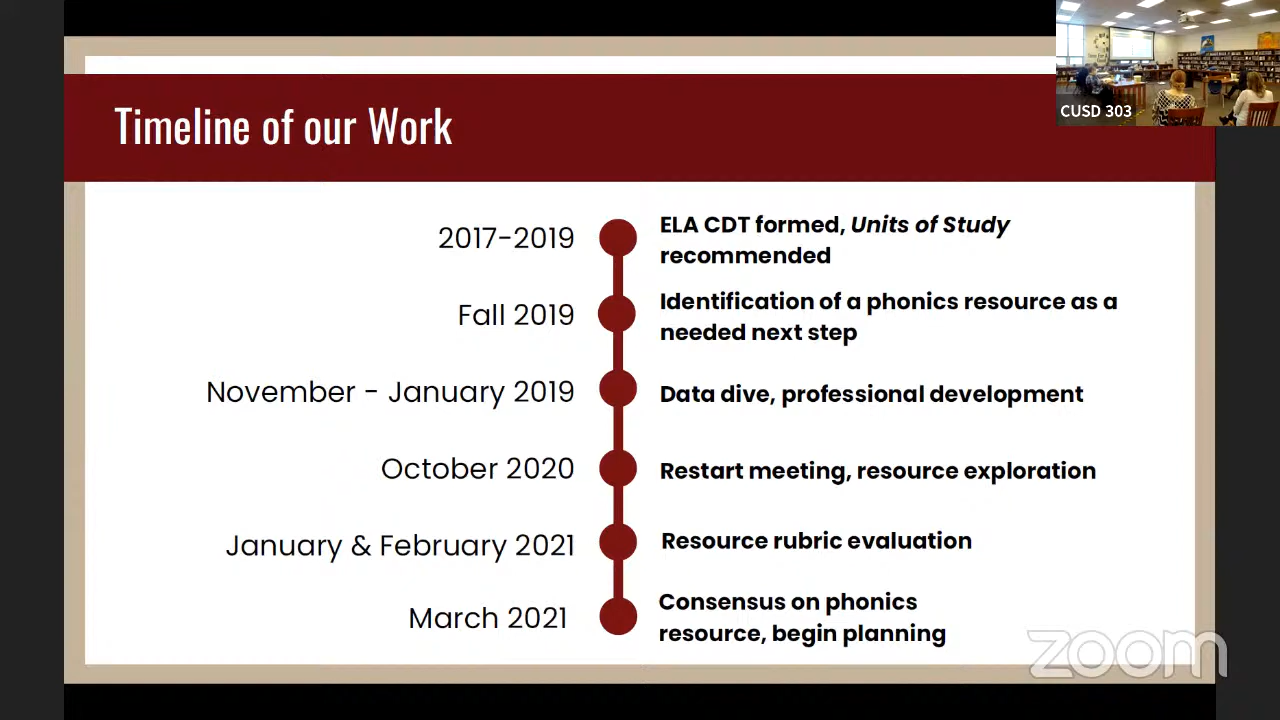 CUSD 303
Timeline of our Work
2017-2019
ELA CDT formed, Units of Study
recommended
Fall 2019
Identification of a phonics resource as a
needed next step
November - January 2019
Data dive, professional development
October 2020
Restart meeting, resource exploration
January & February 2021
Resource rubric evaluation
March 2021
Consensus on phonics
resource, begin planning
zoom